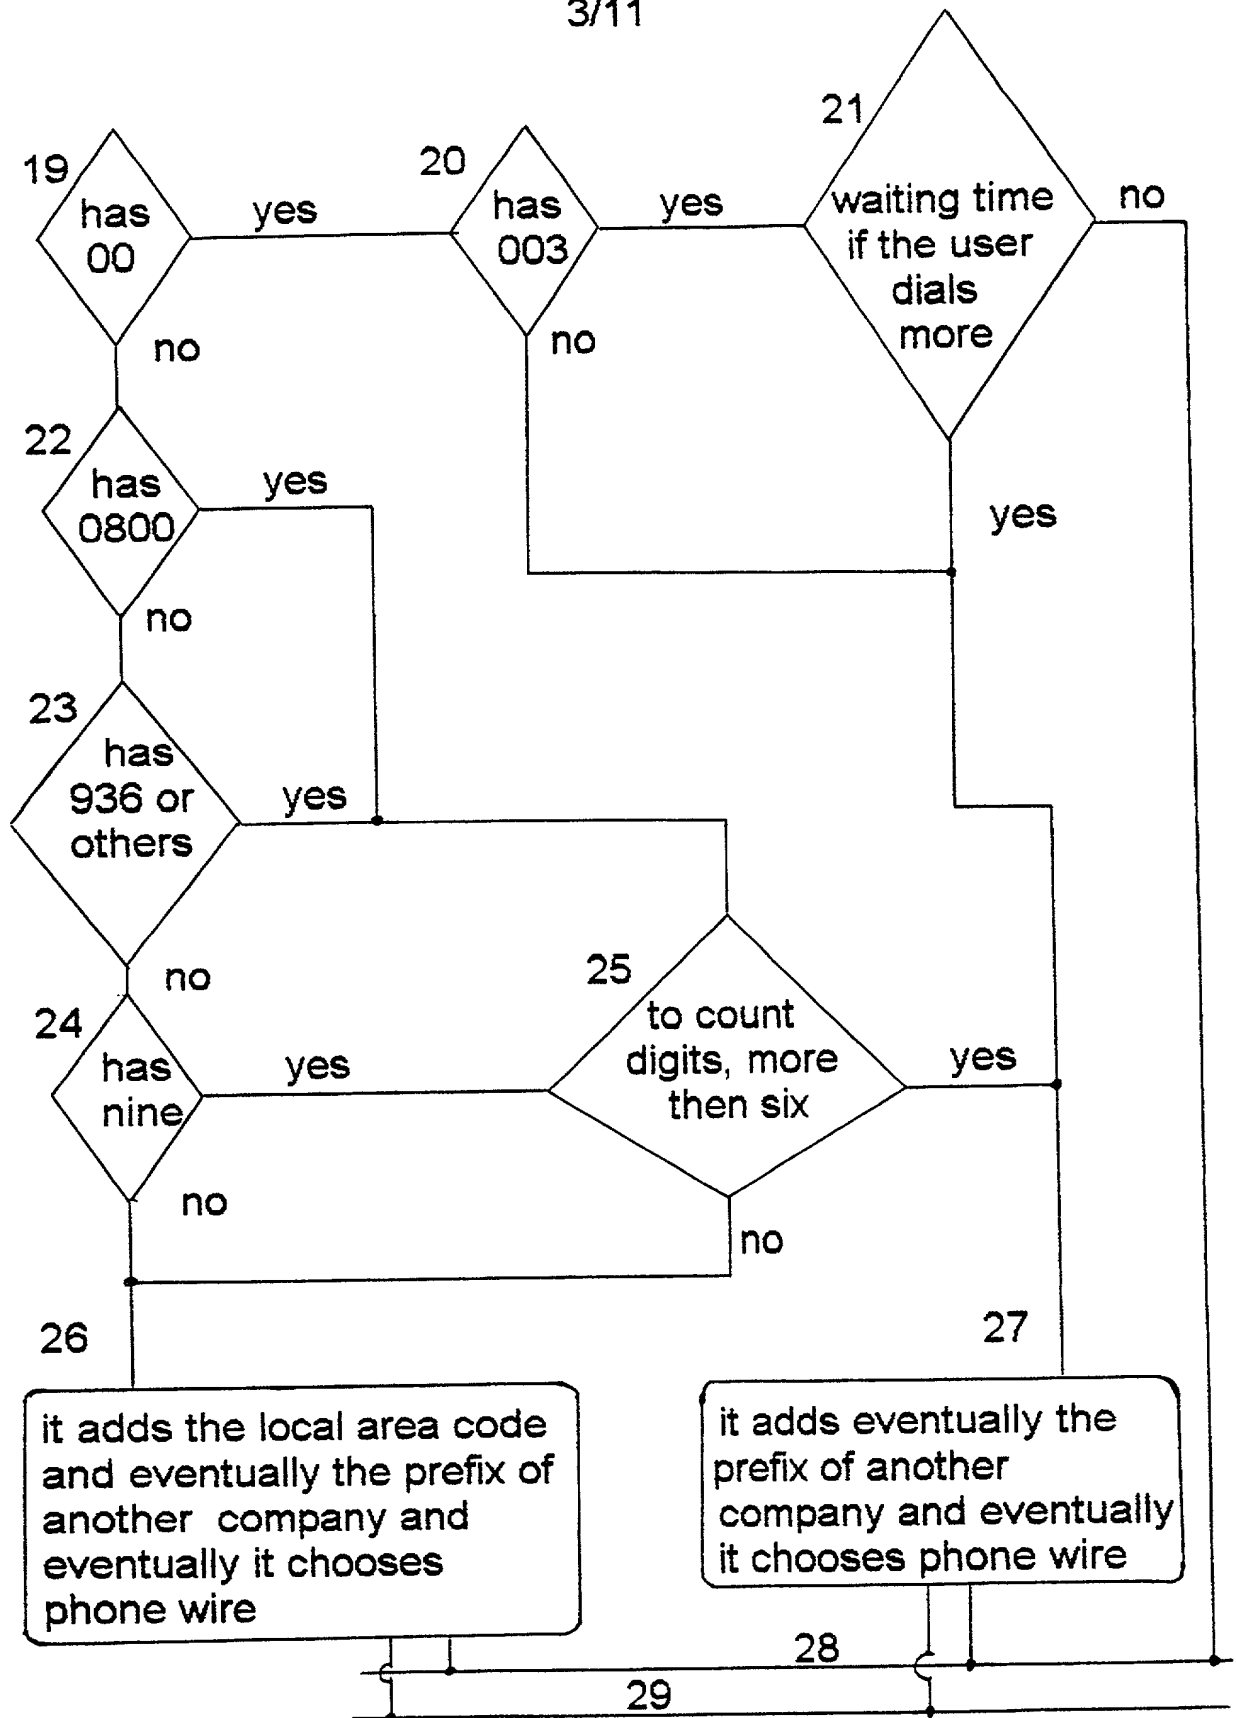 3/11
21
19
20
has
00
yes
has
003
yes
waiting time
if the user
dials
more
no
no
no
22
has
0800
yes
yes
no
23
has
936 or
others
yes
no
24
has
nine
yes
25
to count
digits, more
then six
yes
no
no
26
27
it adds the local area code
and eventually the prefix of
another company and
eventually it chooses
phone wire
it adds eventually the
prefix of another
company and eventually
it chooses phone wire
28
29